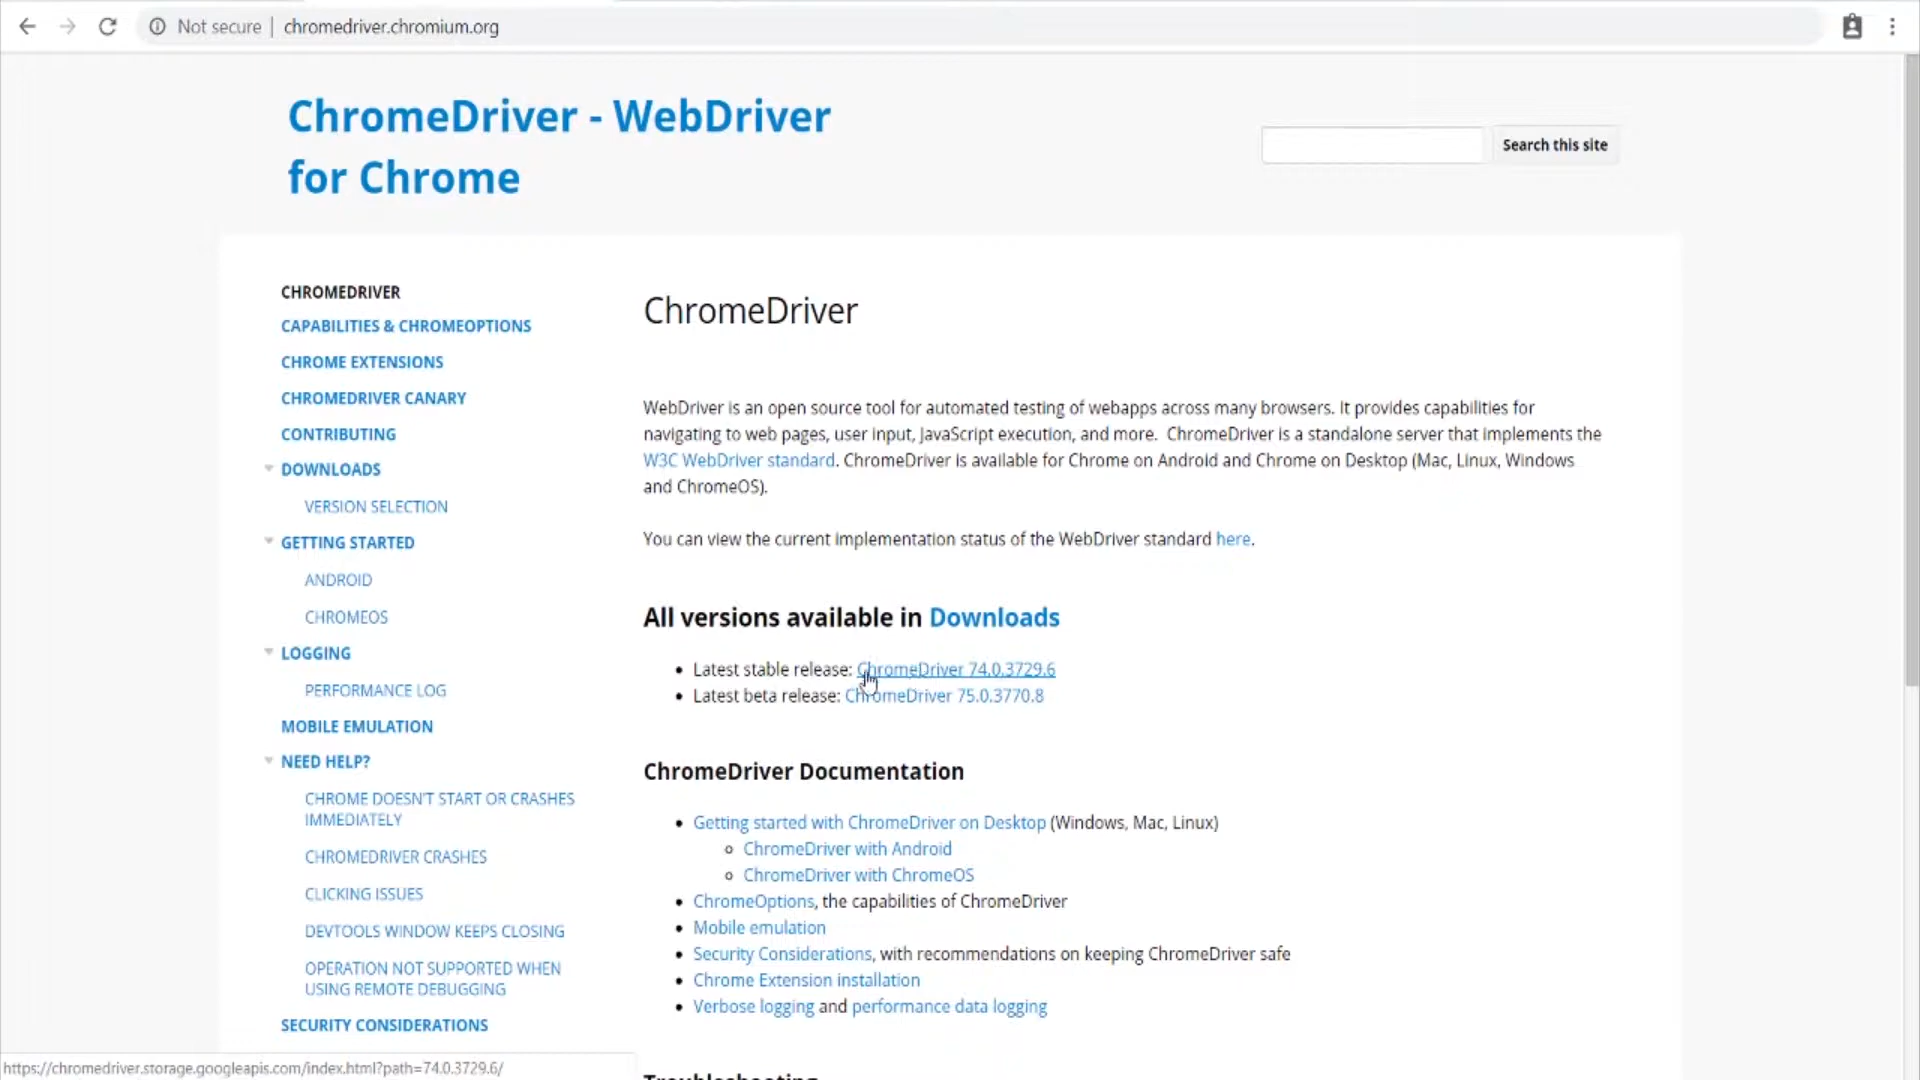 Not secure | chromedriver.chromium.org
ChromeDriver - WebDriver
for Chrome
Search this site
CHROMEDRIVER
CAPABILITIES & CHROMEOPTIONS
CHROME EXTENSIONS
CHROMEDRIVER CANARY
CONTRIBUTING
DOWNLOADS
VERSION SELECTION
GETTING STARTED
ANDROID
CHROMEOS
LOGGING
PERFORMANCE LOG
MOBILE EMULATION
NEED HELP?
CHROME DOESN'T START OR CRASHES
IMMEDIATELY
CHROMEDRIVER CRASHES
CLICKING ISSUES
DEVTOOLS WINDOW KEEPS CLOSING
OPERATION NOT SUPPORTED WHEN
USING REMOTE DEBUGGING
SECURITY CONSIDERATIONS
ChromeDriver
WebDriver is an open source tool for automated testing of webapps across many browsers. It provides capabilities for
navigating to web pages, user input, JavaScript execution, and more. ChromeDriver is a standalone server that implements the
W3C WebDriver standard. ChromeDriver is available for Chrome on Android and Chrome on Desktop (Mac, Linux, Windows
and ChromeOS).
You can view the current implementation status of the WebDriver standard here.
All versions available in Downloads
• Latest stable release: ChromeDriver 74.0.3729.6
• Latest beta release: ChromeDriver 75.0.3770.8
ChromeDriver Documentation
• Getting started with ChromeDriver on Desktop (Windows, Mac, Linux)
○ ChromeDriver with Android
○ ChromeDriver with ChromeOS
• ChromeOptions, the capabilities of ChromeDriver
• Mobile emulation
• Security Considerations, with recommendations on keeping ChromeDriver safe
• Chrome Extension installation
• Verbose logging and performance data logging
Troubleshooting
https://chromedriver.storage.googleapis.com/index.html?path=74.0.3729.6/